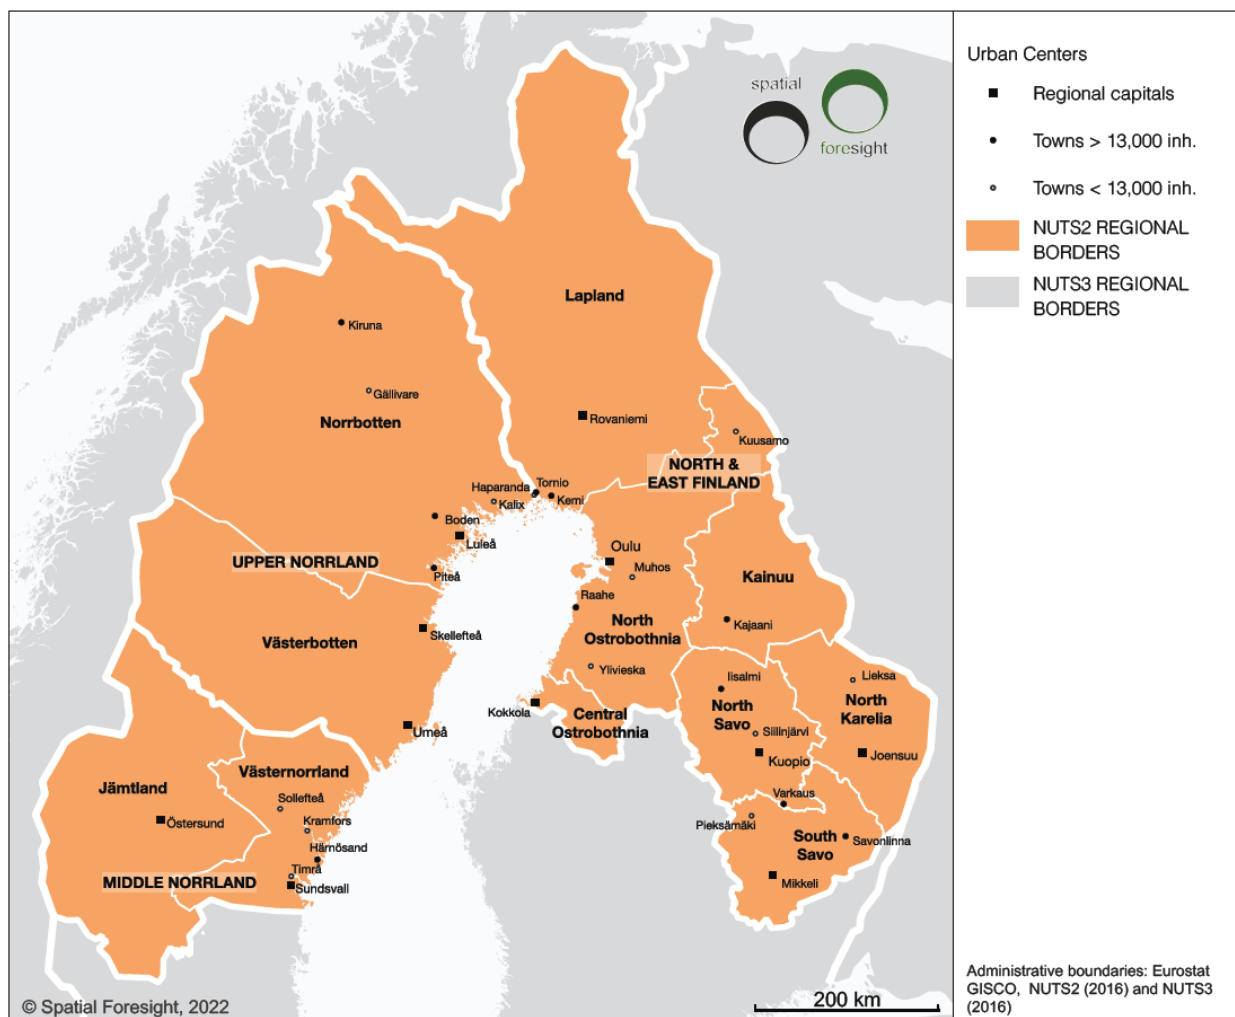 spatial
foresight
Lapland
Kiruna
Gällivare
Norrbotten
Rovaniemi
Kuusamo
NORTH &
EAST FINLAND
Tornio
Haparanda
Kalix
Kemi
Boden
Luleå
Oulu
UPPER NORRLAND
Piteå
Muhos
Kainuu
Raahe
North
Ostrobothnia
Kajaani
Västerbotten
Skellefteå
Ylivieska
Iisalmi
Lieksa
North
Karelia
North
Savo
Kokkola
Central
Ostrobothnia
Siilinjärvi
Umeå
Kuopio
Joensuu
Västernorrland
Jämtland
Sollefteå
Varkaus
Östersund
Kramfors
Pieksämäki
South
Savo
Savonlinna
Härnösand
Timrå
MIDDLE NORRLAND
Sundsvall
Mikkeli
© Spatial Foresight, 2022
200 km
Urban Centers
Regional capitals
Towns > 13,000 inh.
Towns < 13,000 inh.
NUTS2 REGIONAL
BORDERS
NUTS3 REGIONAL
BORDERS
Administrative boundaries: Eurostat
GISCO, NUTS2 (2016) and NUTS3
(2016)